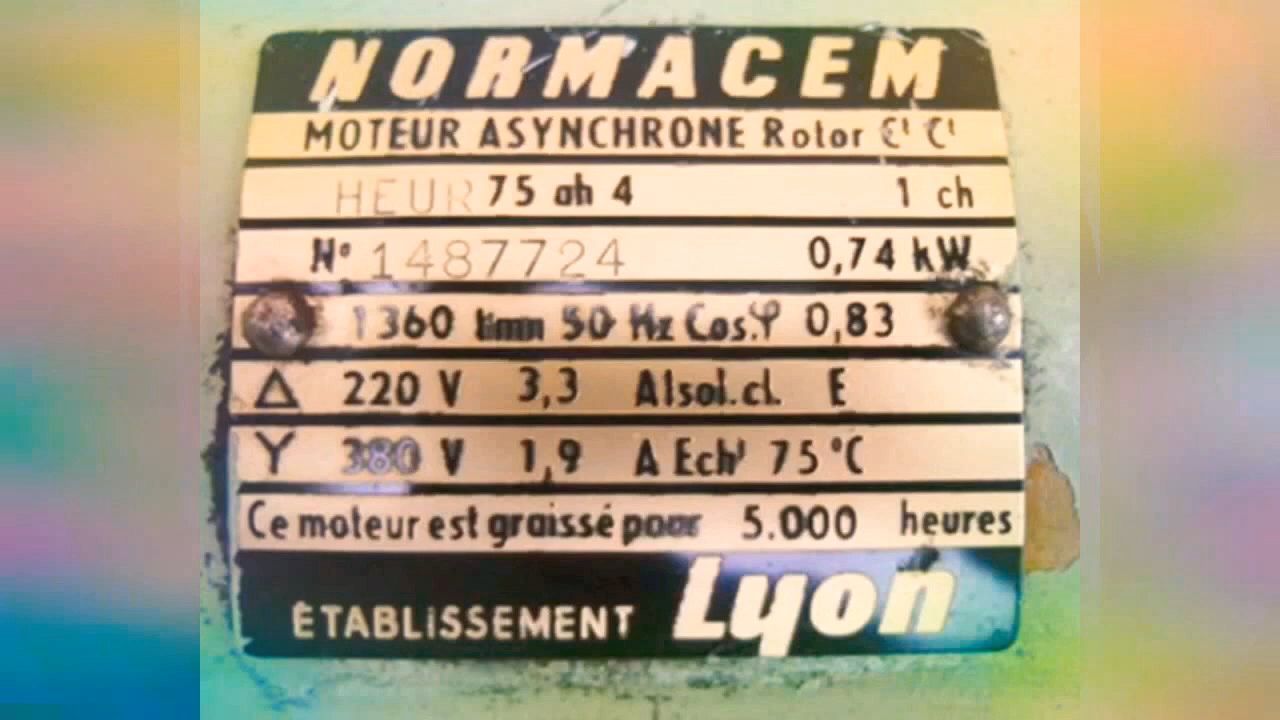 NORMACEM
MOTEUR ASYNCHRONE Rotor Cᵗ Cᵗ
HEUR 75 ah 4 1 ch
Nº 1487724 0,74 kW
1360 t:mn 50 Hz Cos.φ 0,83
Δ 220 V 3,3 A Isol.cl. E
Y 380 V 1,9 A Echᵗ 75°C
Ce moteur est graissé pour 5.000 heures
ÉTABLISSEMENT Lyon